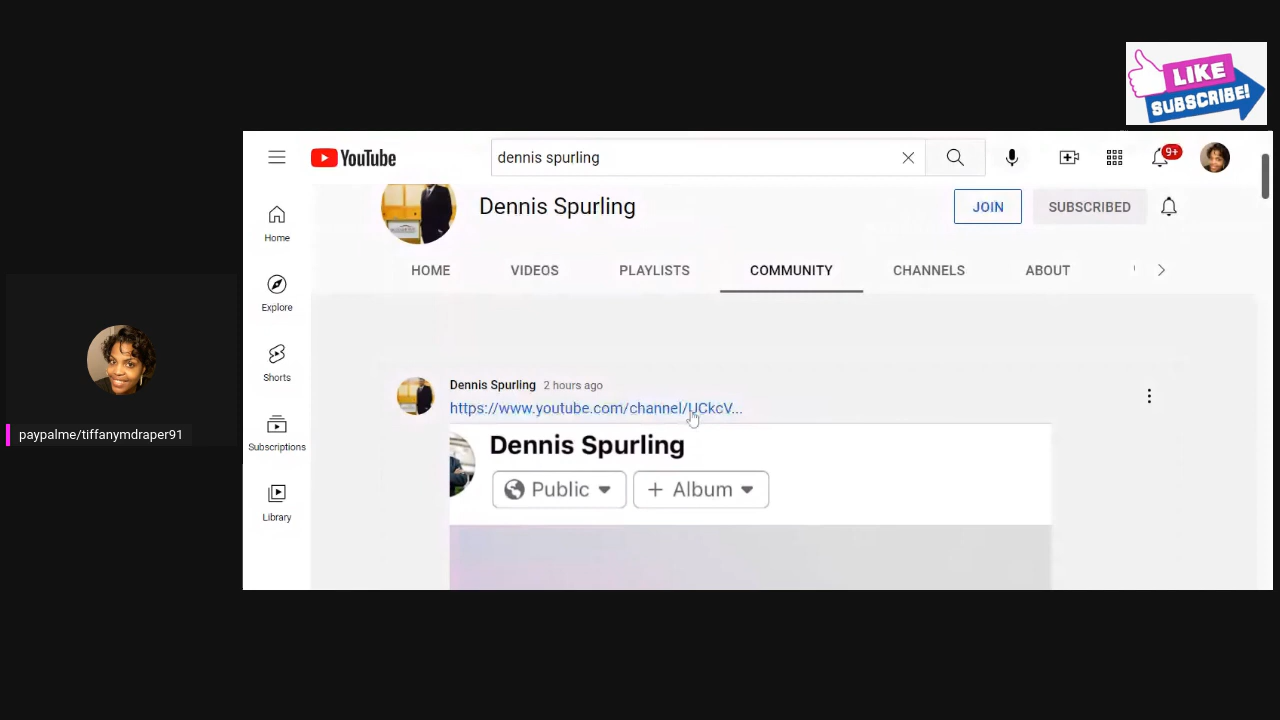 LIKE
SUBSCRIBE!
YouTube
dennis spurling
9+
Dennis Spurling
JOIN
SUBSCRIBED
HOME
VIDEOS
PLAYLISTS
COMMUNITY
CHANNELS
ABOUT
Home
Explore
Shorts
Subscriptions
Library
Dennis Spurling 2 hours ago
https://www.youtube.com/channel/UCkcV...
Dennis Spurling
Public
+ Album
paypalme/tiffanymdraper91